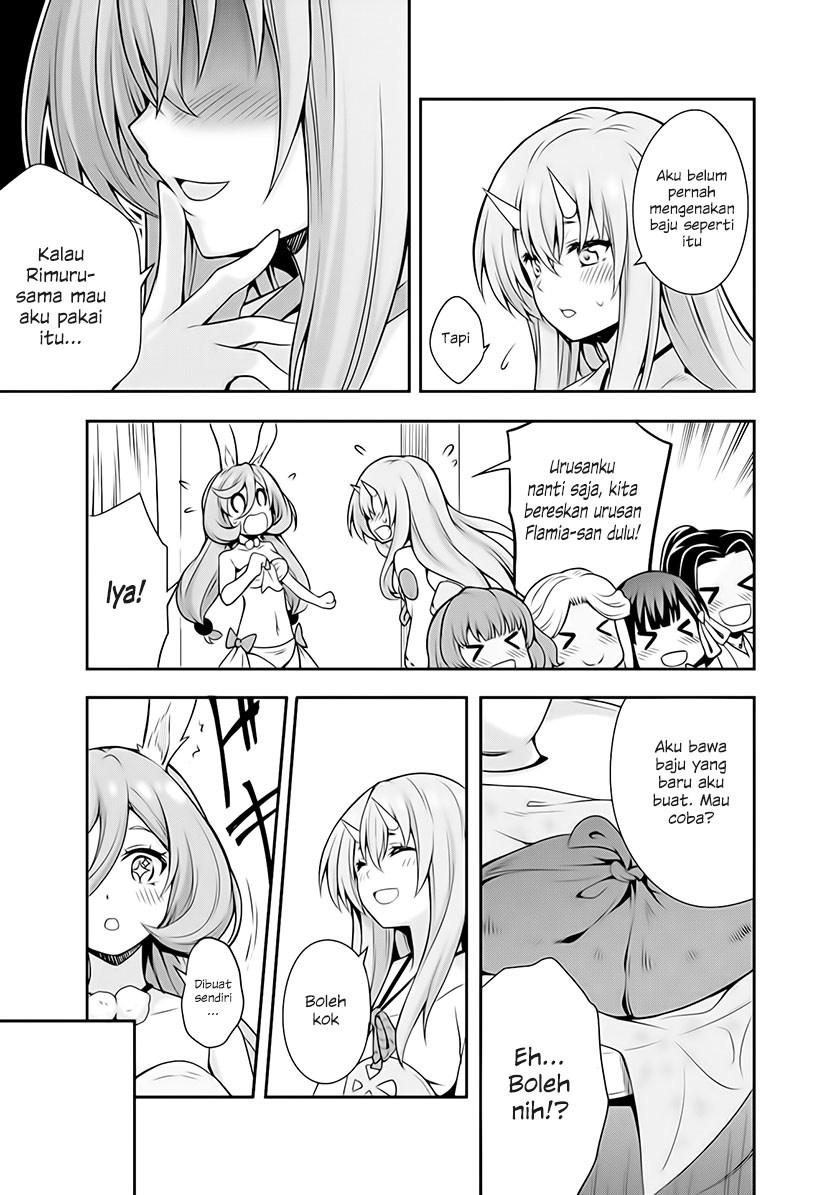 Aku belum
pernah
mengenakan
baju seperti
itu
Tapi
Kalau
Rimuru-
sama mau
aku pakai
itu...
Urusanku
nanti saja, kita
bereskan urusan
Flamia-san dulu!
Iya!
Aku bawa
baju yang
baru aku
buat. Mau
coba?
Eh...
Boleh
nih!?
Boleh
kok
Dibuat
sendiri
...